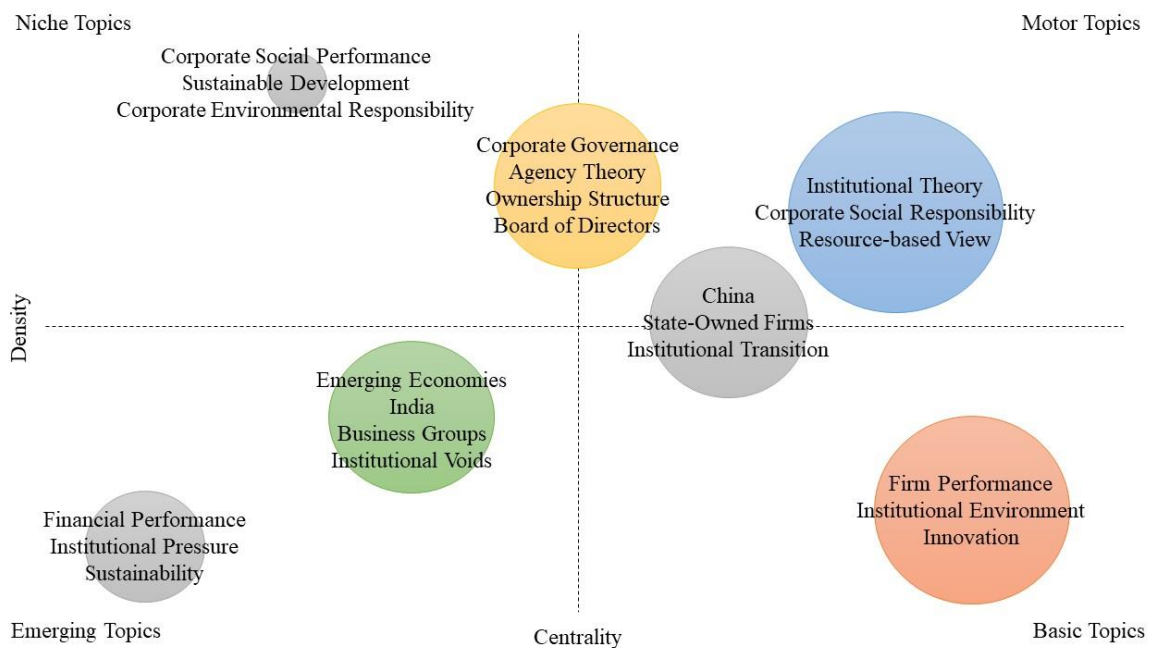 Niche Topics
Motor Topics
Corporate Social Performance
Sustainable Development
Corporate Environmental Responsibility
Corporate Governance
Agency Theory
Ownership Structure
Board of Directors
Institutional Theory
Corporate Social Responsibility
Resource-based View
China
State-Owned Firms
Institutional Transition
Density
Emerging Economies
India
Business Groups
Institutional Voids
Firm Performance
Institutional Environment
Innovation
Financial Performance
Institutional Pressure
Sustainability
Emerging Topics
Centrality
Basic Topics